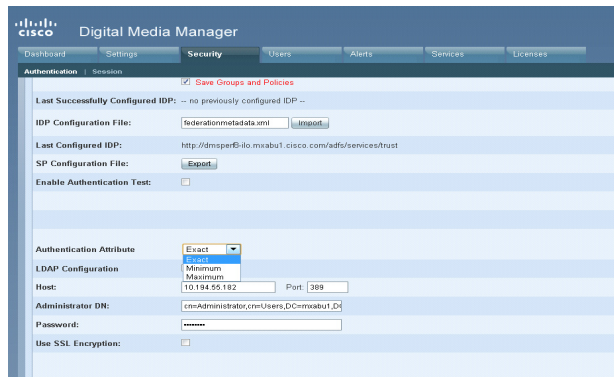 cisco Digital Media Manager
Dashboard Settings Security Users Alerts Services Licenses
Authentication | Session
Save Groups and Policies
Last Successfully Configured IDP: -- no previously configured IDP --
IDP Configuration File: federationmetadata.xml Import
Last Configured IDP: http://dmsperf8-ilo.mxabu1.cisco.com/adfs/services/trust
SP Configuration File: Export
Enable Authentication Test:
Authentication Attribute Exact
Exact
LDAP Configuration Minimum
Maximum
Host: 10.194.55.182 Port: 389
Administrator DN: cn=Administrator,cn=Users,DC=mxabu1,DC
Password: ••••••••
Use SSL Encryption: